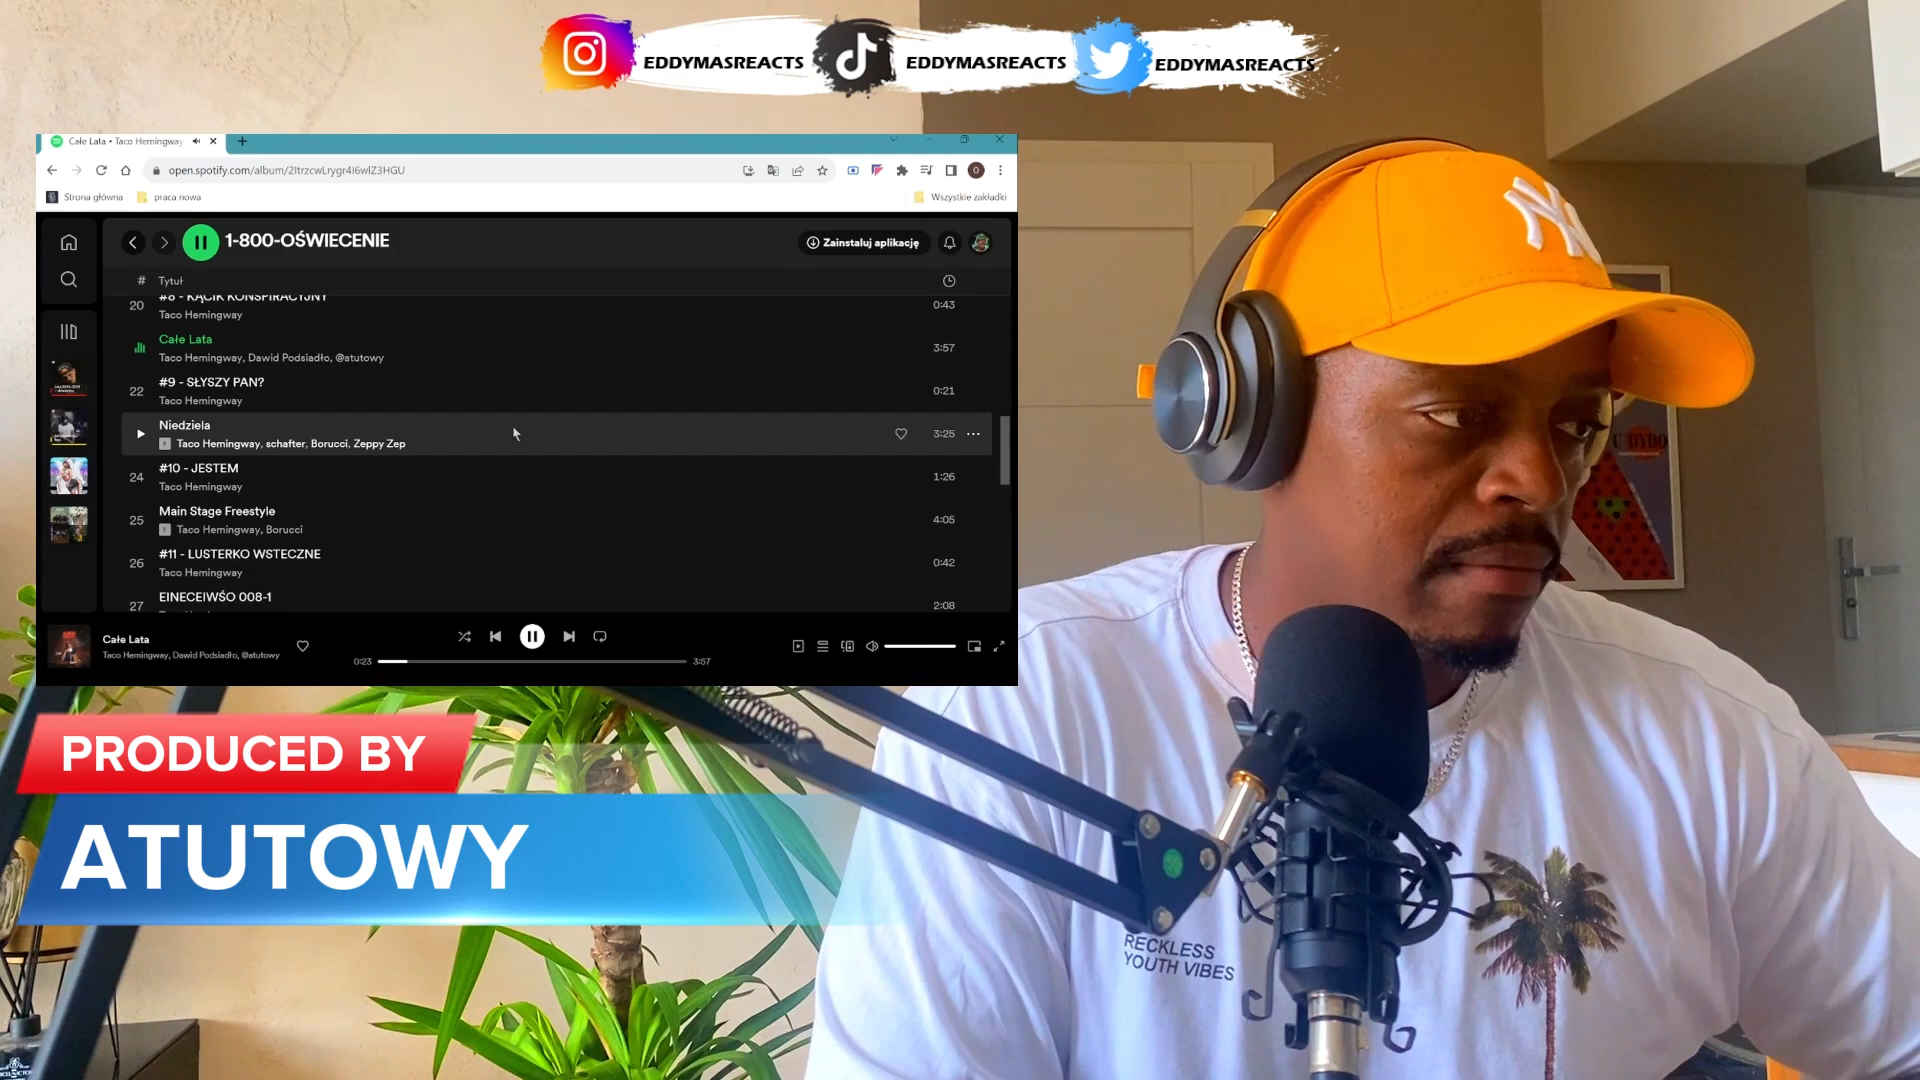 EDDYMASREACTS EDDYMASREACTS EDDYMASREACTS
Całe Lata • Taco Hemingway
open.spotify.com/album/2ItrzcwLrygr4I6wIZ3HGU
O
Strona główna praca nowa Wszystkie zakładki
1-800-OŚWIECENIE
Zainstaluj aplikację
# Tytuł
20 #8 - KĄCIK KONSPIRACYJNY 0:43
Taco Hemingway
Całe Lata
Taco Hemingway, Dawid Podsiadło, @atutowy 3:57
22 #9 - SŁYSZY PAN? 0:21
Taco Hemingway
Niedziela
E Taco Hemingway, schafter, Borucci, Zeppy Zep 3:25
24 #10 - JESTEM 1:26
Taco Hemingway
25 Main Stage Freestyle 4:05
E Taco Hemingway, Borucci
26 #11 - LUSTERKO WSTECZNE 0:42
Taco Hemingway
27 EINECEIWŚO 008-1 2:08
Całe Lata
Taco Hemingway, Dawid Podsiadło, @atutowy
0:23 3:57
PRODUCED BY
ATUTOWY
NY
RECKLESS
YOUTH VIBES